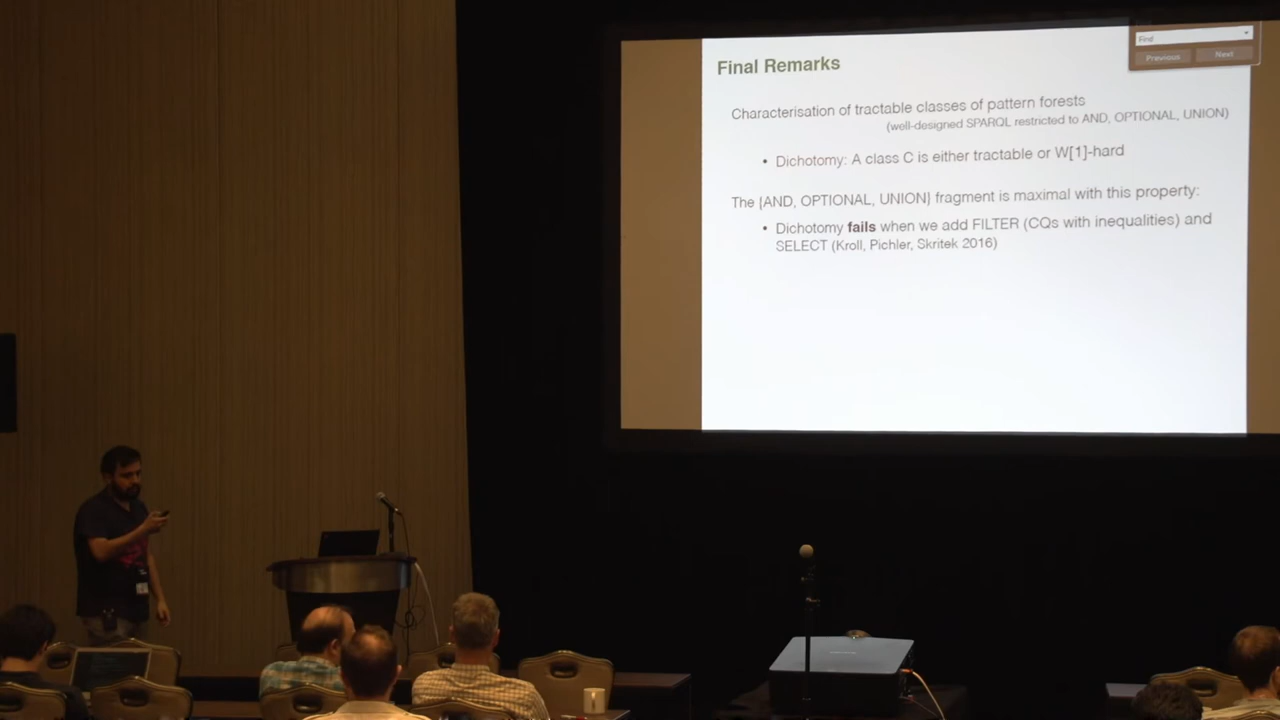 Find
Previous Next
Final Remarks
Characterisation of tractable classes of pattern forests
(well-designed SPARQL restricted to AND, OPTIONAL, UNION)
• Dichotomy: A class C is either tractable or W[1]-hard
The {AND, OPTIONAL, UNION} fragment is maximal with this property:
• Dichotomy fails when we add FILTER (CQs with inequalities) and
SELECT (Kroll, Pichler, Skritek 2016)